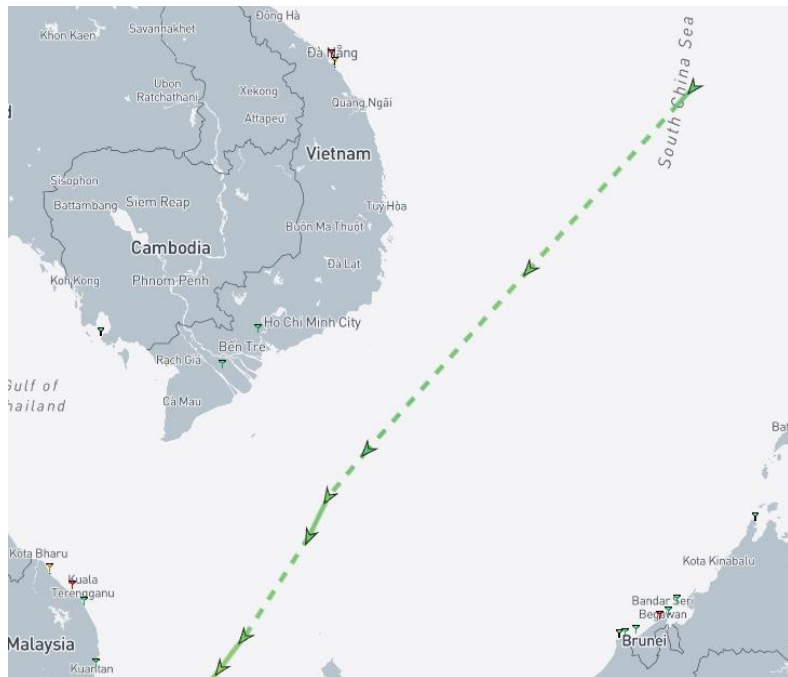 Đông Hà
Khon Kaen
Savannakhet
Đà Nẵng
Ubon
Ratchathani
Xekong
Quảng Ngãi
Attapeu
d
South China Sea
Vietnam
Sisophon
Siem Reap
Battambang
Tuy Hòa
Buôn Ma Thuột
Cambodia
Đà Lạt
Koh Kong
Phnom Penh
Ho Chi Minh City
Bến Tre
Rạch Giá
Gulf of
hailand
Cà Mau
Bat
Kota Bharu
Kuala
Terengganu
Kota Kinabalu
Bandar Seri
Begawan
Malaysia
Brunei
Kuantan